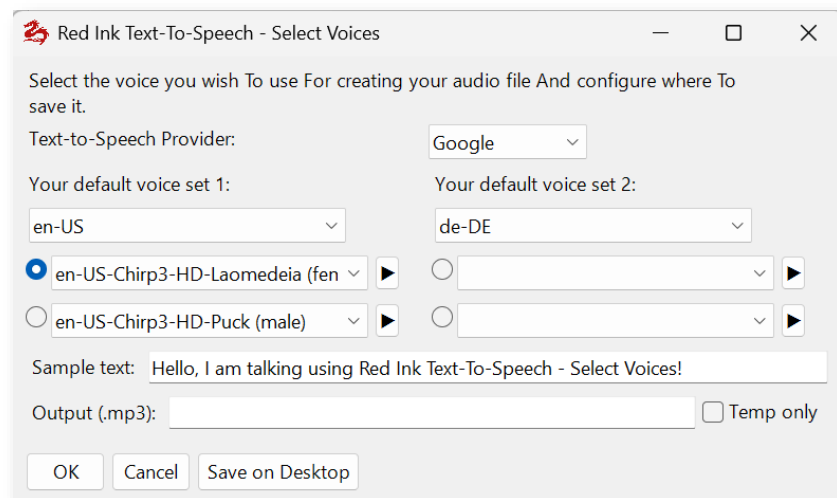 Red Ink Text-To-Speech - Select Voices
Select the voice you wish To use For creating your audio file And configure where To
save it.
Text-to-Speech Provider:
Google
Your default voice set 1:
Your default voice set 2:
en-US
de-DE
en-US-Chirp3-HD-Laomedeia (fen
en-US-Chirp3-HD-Puck (male)
Sample text: Hello, I am talking using Red Ink Text-To-Speech - Select Voices!
Output (.mp3):
Temp only
OK
Cancel
Save on Desktop